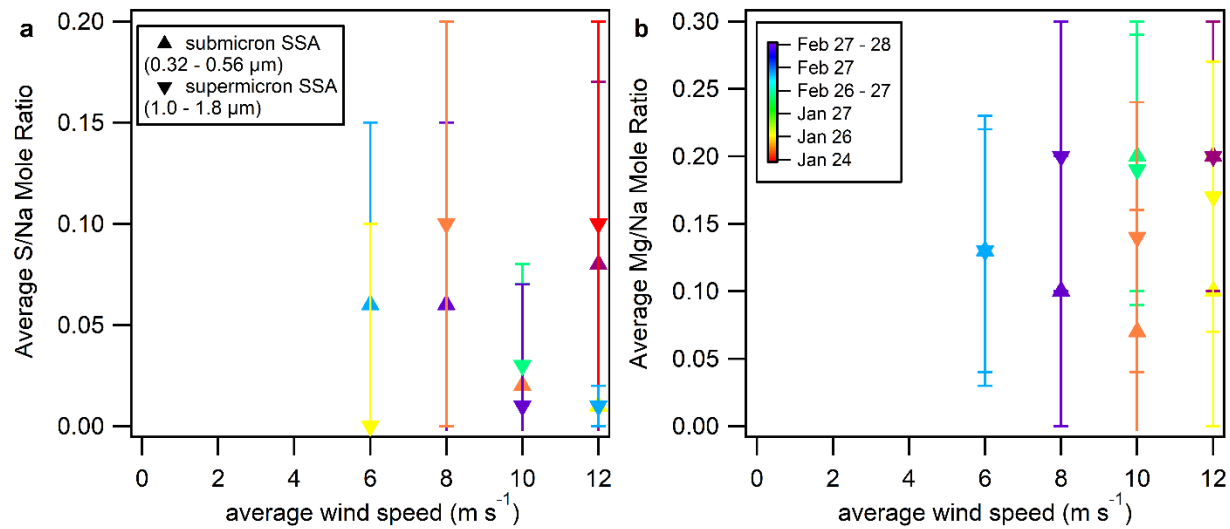 a
submicron SSA
(0.32 - 0.56 µm)
supermicron SSA
(1.0 - 1.8 µm)
Average S/Na Mole Ratio
0.20
0.15
0.10
0.05
0.00
0 2 4 6 8 10 12
average wind speed (m s⁻¹)
b
Feb 27 - 28
Feb 27
Feb 26 - 27
Jan 27
Jan 26
Jan 24
Average Mg/Na Mole Ratio
0.30
0.25
0.20
0.15
0.10
0.05
0.00
0 2 4 6 8 10 12
average wind speed (m s⁻¹)